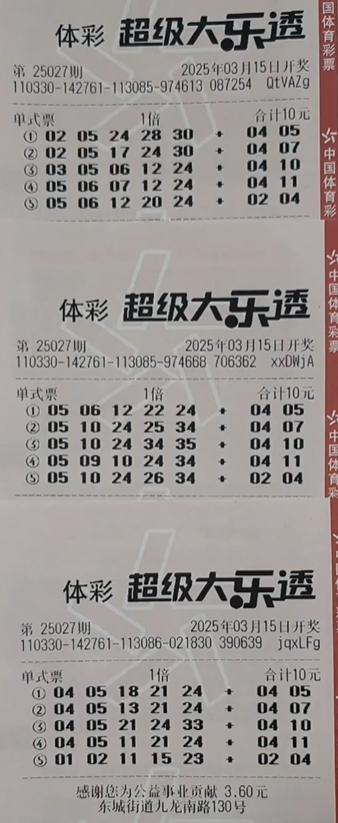 体彩 超级大乐透
第 25027期 2025年03月15日开奖
110330-142761-113085-974613 087254 QtVAZg
单式票 1倍 合计10元
① 02 05 24 28 30 + 04 05
② 02 05 17 24 30 + 04 07
③ 03 05 06 12 24 + 04 10
④ 05 06 07 12 24 + 04 11
⑤ 05 06 12 20 24 + 02 04
国体育彩票
中国体育彩
体彩 超级大乐透
第 25027期 2025年03月15日开奖
110330-142761-113085-974668 706362 xxDWjA
单式票 1倍 合计10元
① 05 06 12 22 24 + 04 05
② 05 10 24 25 34 + 04 07
③ 05 10 24 34 35 + 04 10
④ 05 09 10 24 34 + 04 11
⑤ 05 10 24 26 34 + 02 04
中国体育彩票
中国体育
体彩 超级大乐透
第 25027期 2025年03月15日开奖
110330-142761-113086-021830 390639 jqxLFg
单式票 1倍 合计10元
① 04 05 18 21 24 + 04 05
② 04 05 13 21 24 + 04 07
③ 04 05 21 24 33 + 04 10
④ 04 05 11 21 24 + 04 11
⑤ 01 02 11 15 23 + 02 04
感谢您为公益事业贡献 3.60元
东城街道九龙南路130号